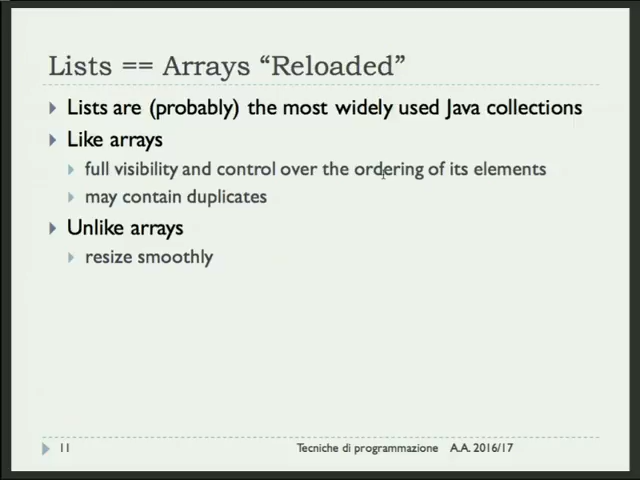 Lists == Arrays “Reloaded”
Lists are (probably) the most widely used Java collections
Like arrays
full visibility and control over the ordering of its elements
may contain duplicates
Unlike arrays
resize smoothly
11
Tecniche di programmazione A.A. 2016/17